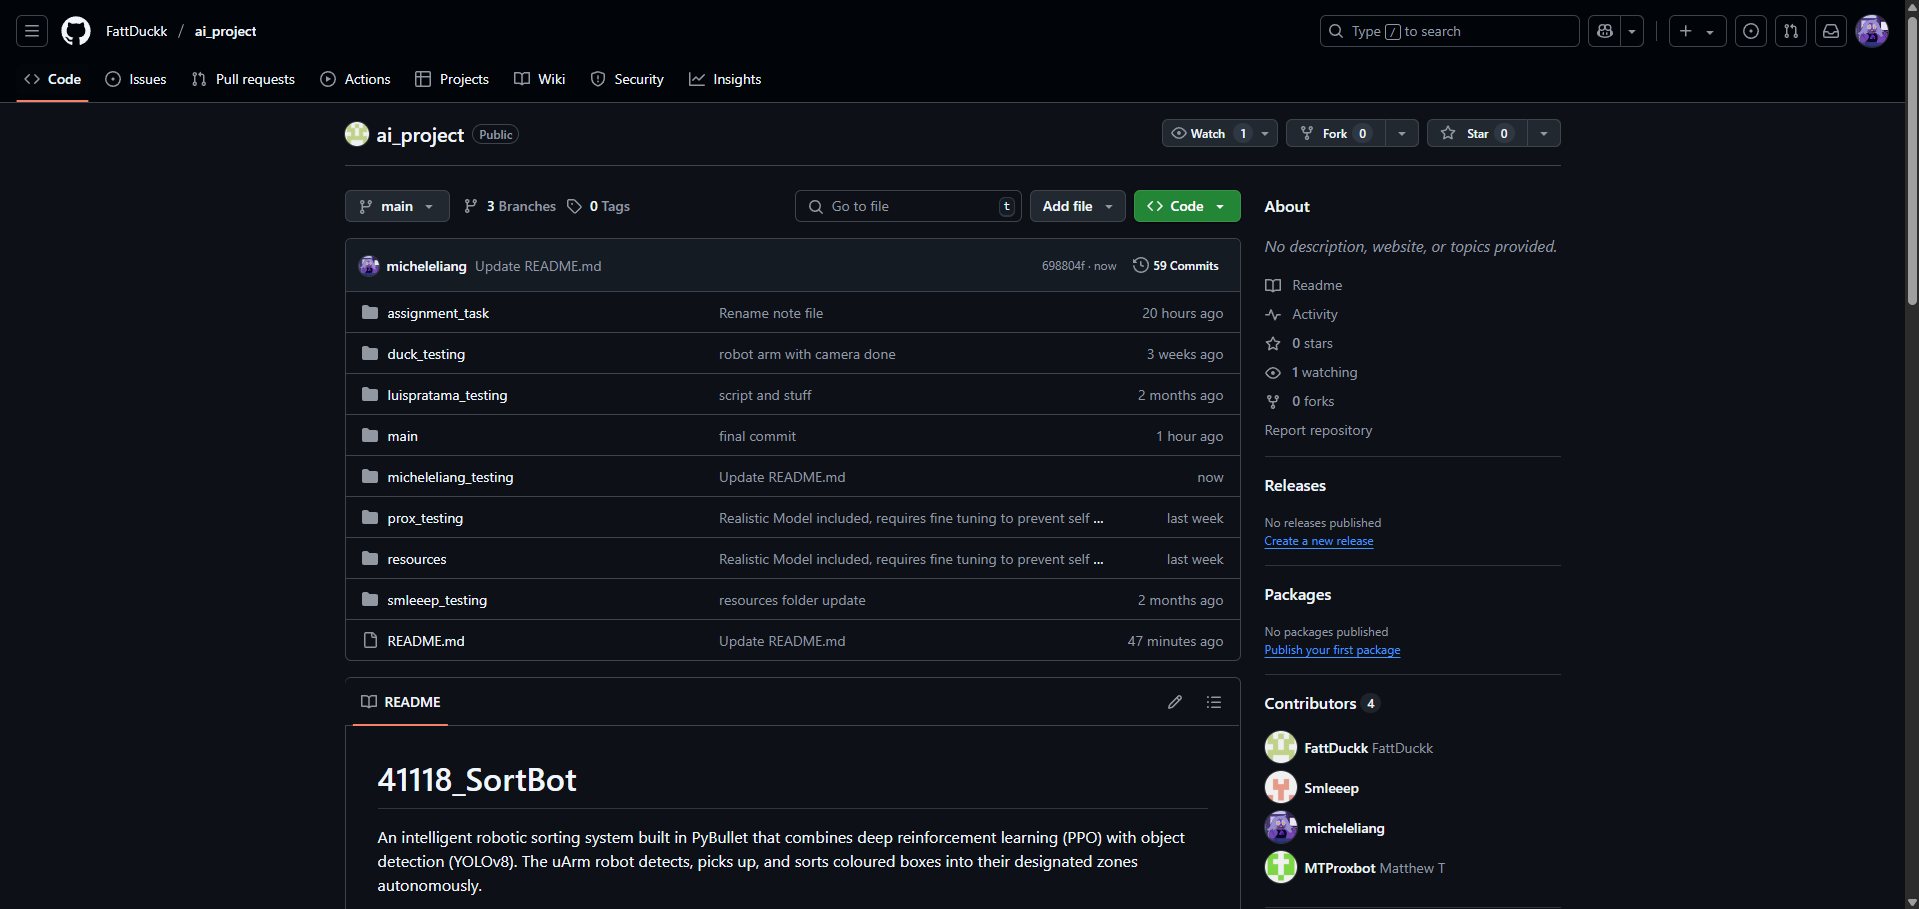 FattDuckk / ai_project
Type / to search
Code
Issues
Pull requests
Actions
Projects
Wiki
Security
Insights
ai_project Public
Watch 1
Fork 0
Star 0
main
3 Branches
0 Tags
Go to file t
Add file
Code
micheleliang Update README.md 698804f · now 59 Commits
assignment_task Rename note file 20 hours ago
duck_testing robot arm with camera done 3 weeks ago
luispratama_testing script and stuff 2 months ago
main final commit 1 hour ago
micheleliang_testing Update README.md now
prox_testing Realistic Model included, requires fine tuning to prevent self ... last week
resources Realistic Model included, requires fine tuning to prevent self ... last week
smleeep_testing resources folder update 2 months ago
README.md Update README.md 47 minutes ago
README
41118_SortBot
An intelligent robotic sorting system built in PyBullet that combines deep reinforcement learning (PPO) with object
detection (YOLOv8). The uArm robot detects, picks up, and sorts coloured boxes into their designated zones
autonomously.
About
No description, website, or topics provided.
Readme
Activity
0 stars
1 watching
0 forks
Report repository
Releases
No releases published
Create a new release
Packages
No packages published
Publish your first package
Contributors 4
FattDuckk FattDuckk
Smleeep
micheleliang
MTProxbot Matthew T